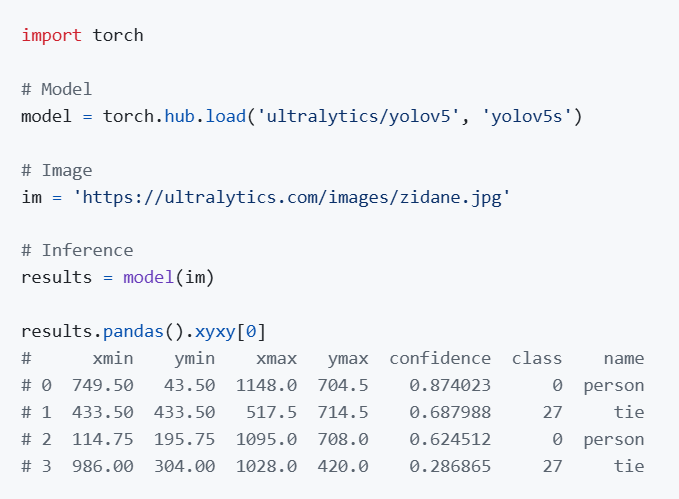 import torch
# Model
model = torch.hub.load('ultralytics/yolov5', 'yolov5s')
# Image
im = 'https://ultralytics.com/images/zidane.jpg'
# Inference
results = model(im)
results.pandas().xyxy[0]
#      xmin    ymin    xmax   ymax  confidence  class    name
# 0  749.50   43.50  1148.0  704.5    0.874023      0  person
# 1  433.50  433.50   517.5  714.5    0.687988     27     tie
# 2  114.75  195.75  1095.0  708.0    0.624512      0  person
# 3  986.00  304.00  1028.0  420.0    0.286865     27     tie